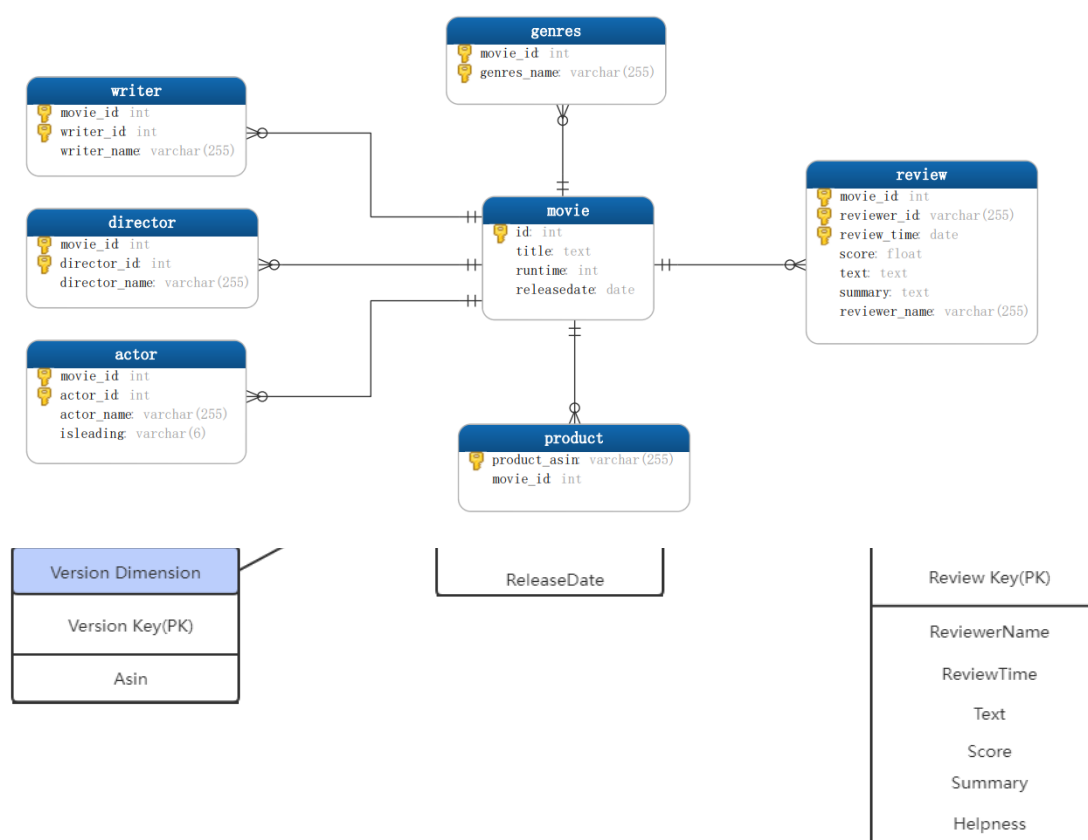 genres
movie_id: int
genres_name: varchar(255)
writer
movie_id: int
writer_id: int
writer_name: varchar(255)
director
movie_id: int
director_id: int
director_name: varchar(255)
actor
movie_id: int
actor_id: int
actor_name: varchar(255)
isleading: varchar(6)
movie
id: int
title: text
runtime: int
releasedate: date
review
movie_id: int
reviewer_id: varchar(255)
review_time: date
score: float
text: text
summary: text
reviewer_name: varchar(255)
product
product_asin: varchar(255)
movie_id: int
Version Dimension
Version Key(PK)
Asin
ReleaseDate
Review Key(PK)
ReviewerName
ReviewTime
Text
Score
Summary
Helpness